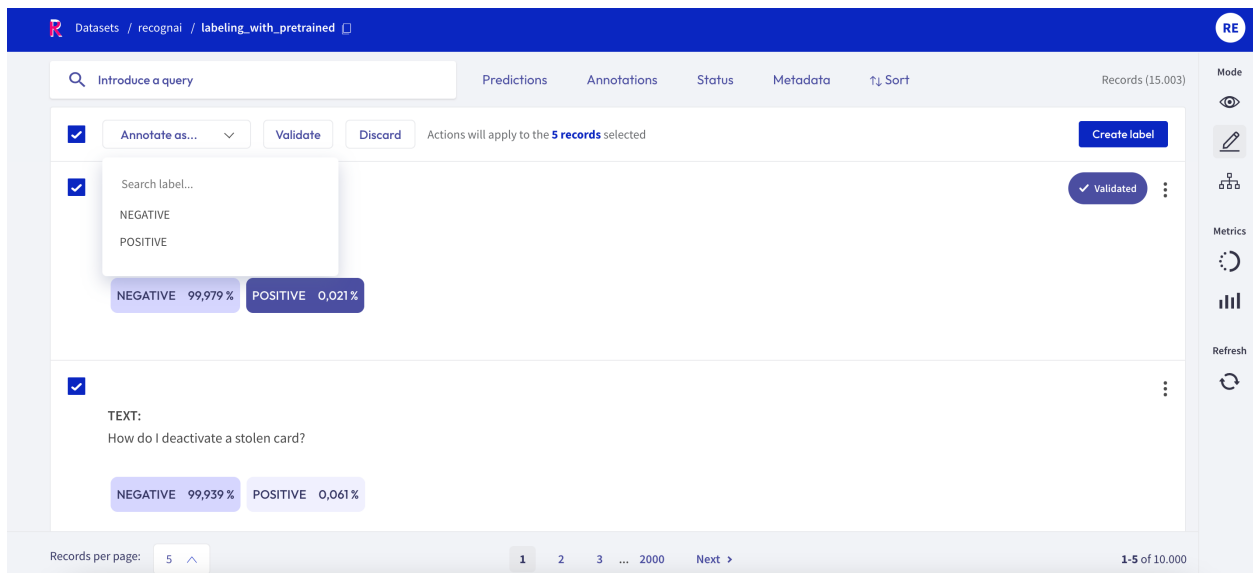 R Datasets / recognai / labeling_with_pretrained
RE
Introduce a query
Predictions Annotations Status Metadata ↑↓ Sort
Records (15.003)
Mode
Annotate as... Validate Discard Actions will apply to the 5 records selected Create label
Search label...
NEGATIVE
POSITIVE
Validated
NEGATIVE 99,979 % POSITIVE 0,021 %
Metrics
Refresh
TEXT:
How do I deactivate a stolen card?
NEGATIVE 99,939 % POSITIVE 0,061 %
Records per page: 5 1 2 3 ... 2000 Next > 1-5 of 10.000